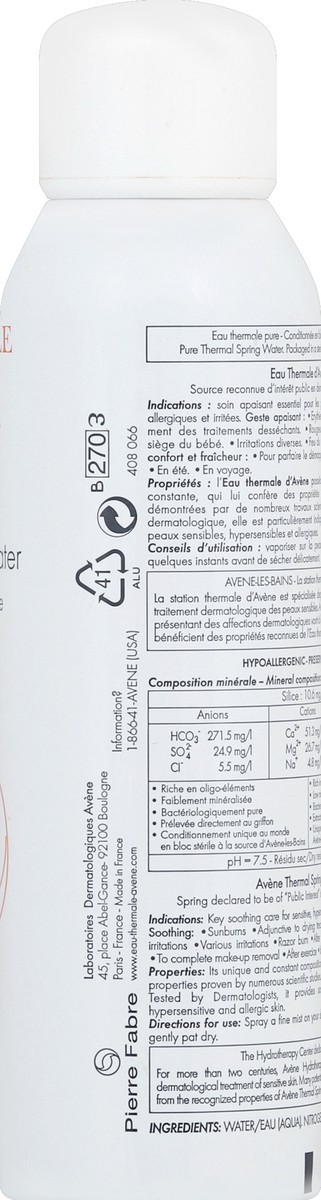 Eau thermale pure - Conditionnée
Pure Thermal Spring Water. Packaged in a
Eau Thermale
Source reconnue d'intérêt public
Indications : soin apaisant essentiel pour
allergiques et irritées. Geste apaisant :
ment des traitements desséchants.
siège du bébé. • Irritations diverses.
confort et fraîcheur : • Pour parfaire le
• En été. • En voyage.
Propriétés : l'Eau thermale d'Avène
constante, qui lui confère des
démontrées par de nombreux travaux
dermatologique, elle est particulièrement
peaux sensibles, hypersensibles et allergiques.
Conseils d'utilisation : vaporiser sur la
quelques instants avant de sécher délicatement
AVENE-LES-BAINS - La station
La station thermale d'Avène est spécialisée
traitement dermatologique des peaux sensibles.
présentant des affections dermatologiques
bénéficient des propriétés reconnues de l'Eau
HYPOALLERGENIC
Composition minérale – Mineral
Silice : 10.6
Anions
Cations
HCO3- 271.5 mg/l
SO4 24.9 mg/l
Cl- 5.5 mg/l
Ca2+ 51.2
Mg2+ 26.7
Na+ 4.8
• Riche en oligo-éléments
• Faiblement minéralisée
• Bactériologiquement pure
• Prélevée directement au griffon
• Conditionnement unique au monde
en bloc stérile à la source d'Avène-les-Bains
pH = 7.5 - Résidu sec/Dry
Avène Thermal
Spring declared to be of "Public
Indications: Key soothing care for sensitive,
Soothing: • Sunburns • Adjunctive to drying
irritations • Various irritations • Razor burn
• To complete make-up removal • After exercise
Properties: Its unique and constant
properties proven by numerous scientific
Tested by Dermatologists, it provides
hypersensitive and allergic skin.
Directions for use: Spray a fine mist on your
gently pat dry.
The Hydrotherapy Center
For more than two centuries, Avène
dermatological treatment of sensitive skin. Many
from the recognized properties of Avène Thermal
INGREDIENTS: WATER/EAU (AQUA).
B 270 3
408 066
41
ALU
Information?
1-866-41-AVENE (USA)
Laboratoires Dermatologiques Avène
45, place Abel-Gance- 92100 Boulogne
Paris - France - Made in France
www.eau-thermale-avene.com
Pierre Fabre